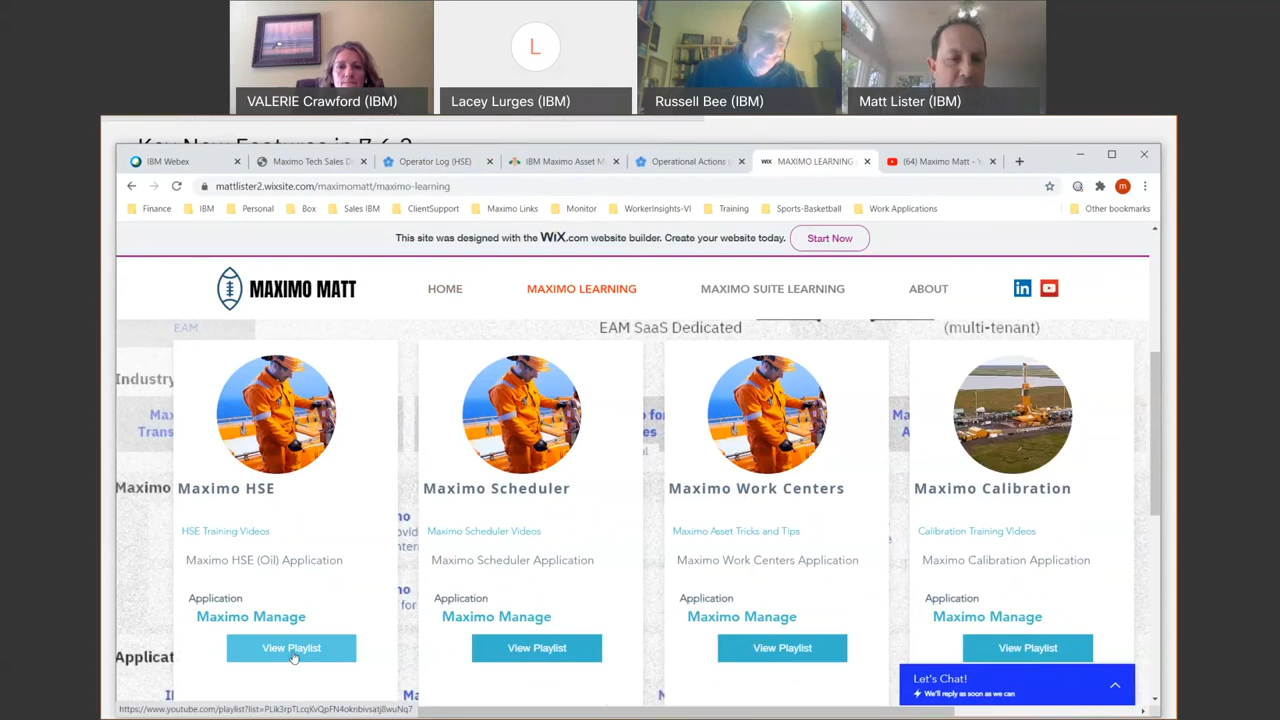 L
VALERIE Crawford (IBM)
Lacey Lurges (IBM)
Russell Bee (IBM)
Matt Lister (IBM)
Key New Features in 7.6.2
IBM Webex
Maximo Tech Sales D
Operator Log (HSE)
IBM Maximo Asset M
Operational Actions
WiX MAXIMO LEARNING
(64) Maximo Matt - Y
mattlister2.wixsite.com/maximomatt/maximo-learning
m
Finance
IBM
Personal
Box
Sales IBM
ClientSupport
Maximo Links
Monitor
WorkerInsights-VI
Training
Sports-Basketball
Work Applications
Other bookmarks
This site was designed with the WiX.com website builder. Create your website today.
Start Now
MAXIMO MATT
HOME
MAXIMO LEARNING
MAXIMO SUITE LEARNING
ABOUT
in
EAM
EAM SaaS Dedicated
(multi-tenant)
Industry
Trans
Maximo
Applicat
Maximo HSE
Maximo Scheduler
Maximo Work Centers
Maximo Calibration
HSE Training Videos
Maximo Scheduler Videos
Maximo Asset Tricks and Tips
Calibration Training Videos
Maximo HSE (Oil) Application
Maximo Scheduler Application
Maximo Work Centers Application
Maximo Calibration Application
Application
Application
Application
Application
Maximo Manage
Maximo Manage
Maximo Manage
Maximo Manage
View Playlist
View Playlist
View Playlist
View Playlist
Let's Chat!
We'll reply as soon as we can
https://www.youtube.com/playlist?list=PLik3rpTLcqKvQpFN4oknbivsatj8wuNq7